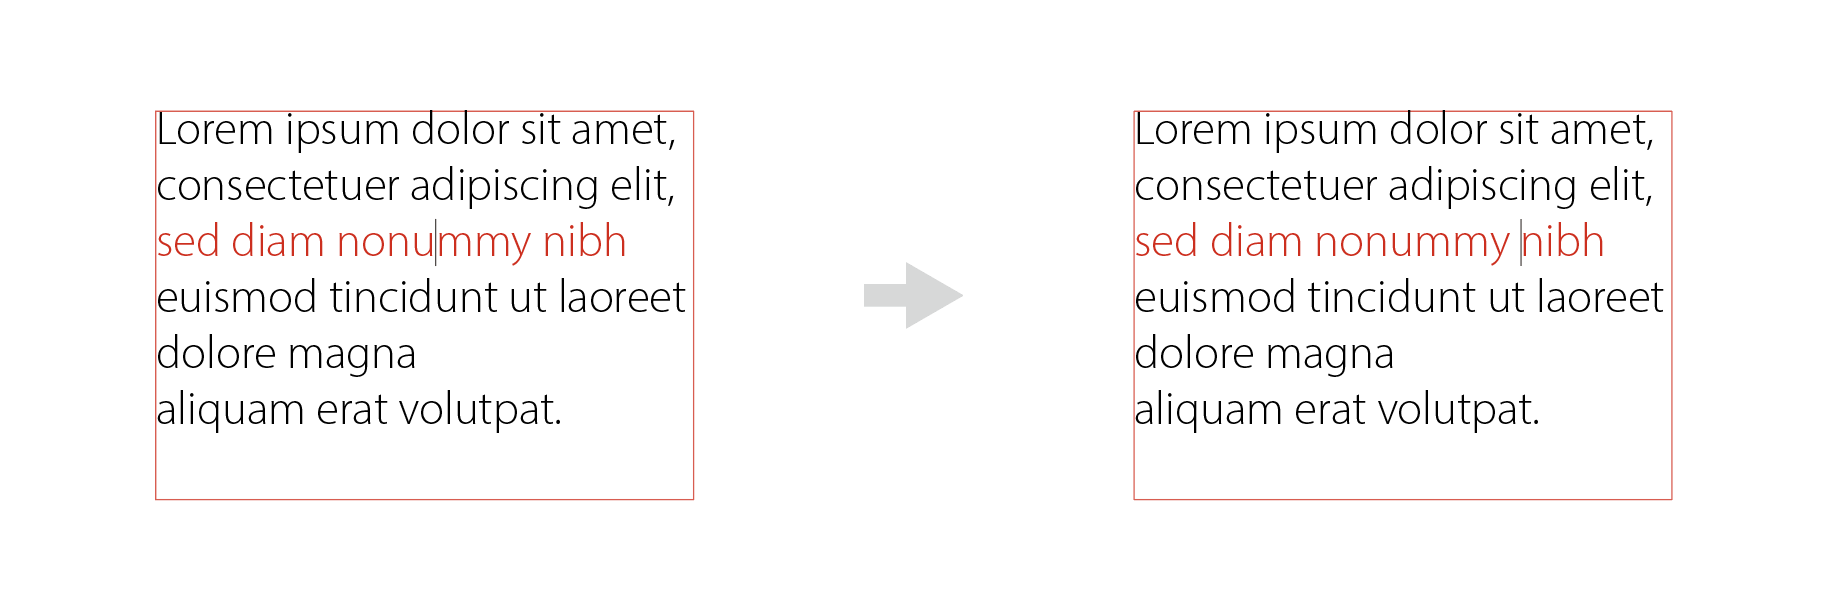 Lorem ipsum dolor sit amet,
consectetuer adipiscing elit,
sed diam nonummy nibh
euismod tincidunt ut laoreet
dolore magna
aliquam erat volutpat.
Lorem ipsum dolor sit amet,
consectetuer adipiscing elit,
sed diam nonummy nibh
euismod tincidunt ut laoreet
dolore magna
aliquam erat volutpat.